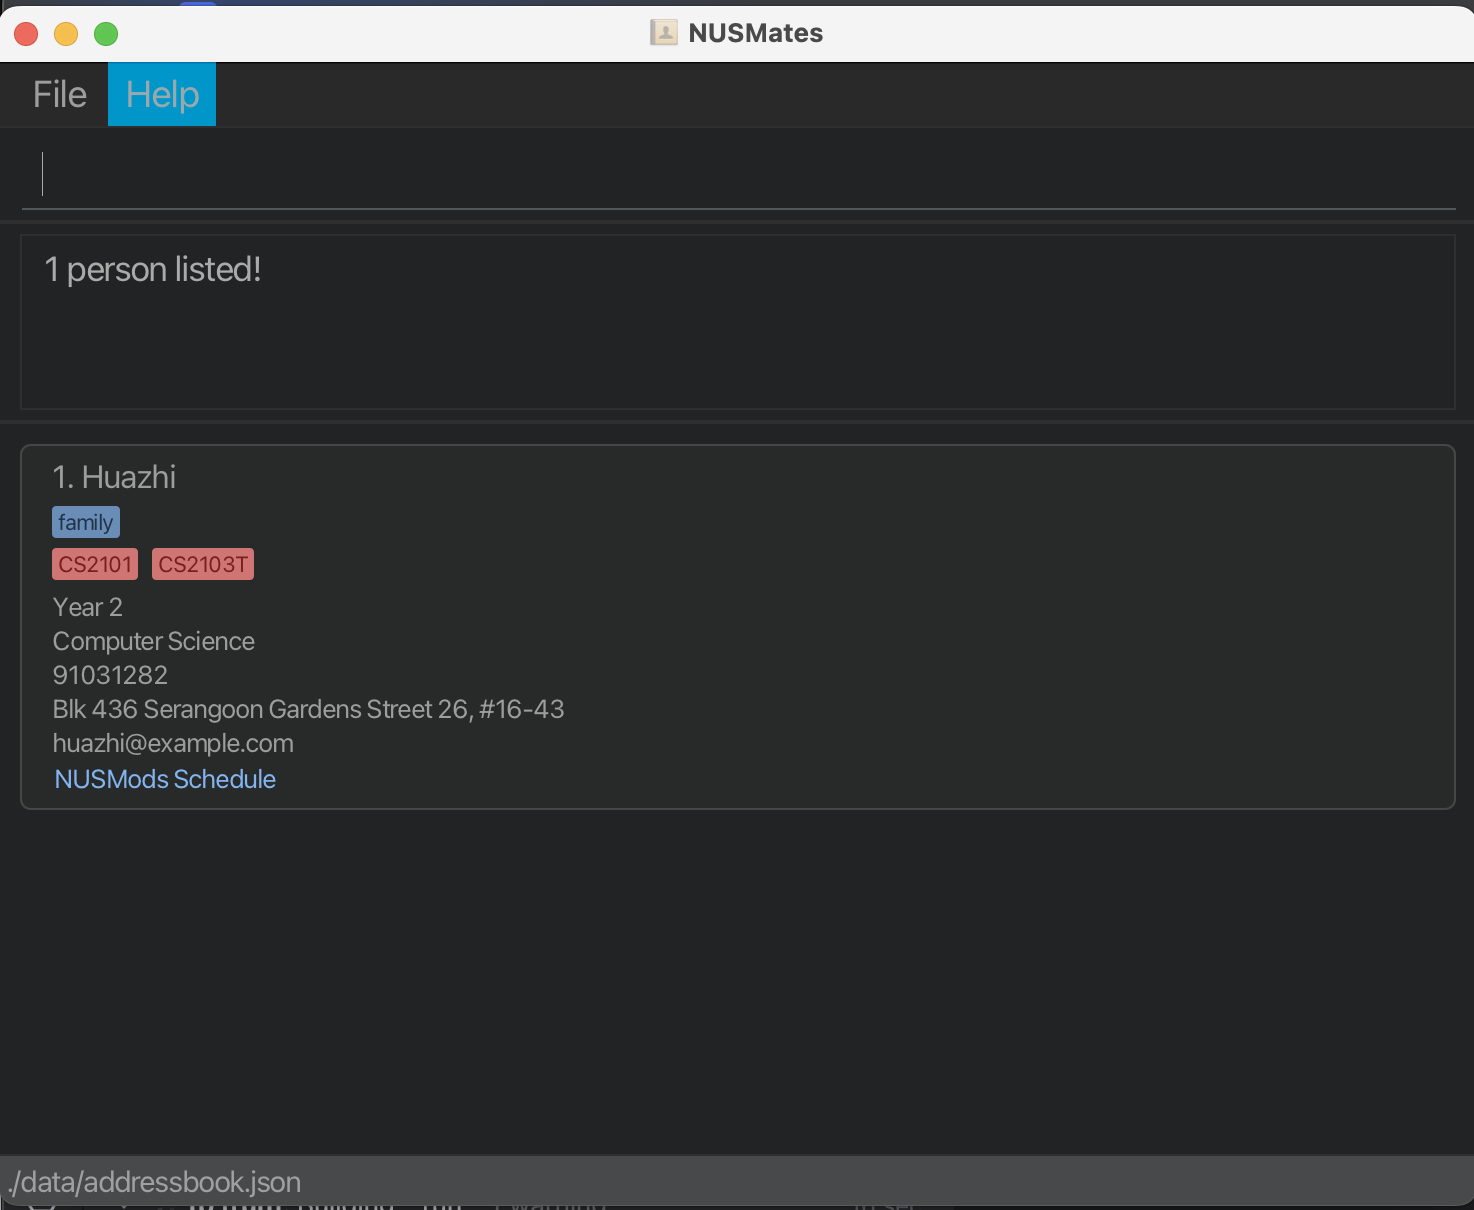 NUSMates
File Help
1 person listed!
1. Huazhi
family
CS2101 CS2103T
Year 2
Computer Science
91031282
Blk 436 Serangoon Gardens Street 26, #16-43
huazhi@example.com
NUSMods Schedule
./data/addressbook.json